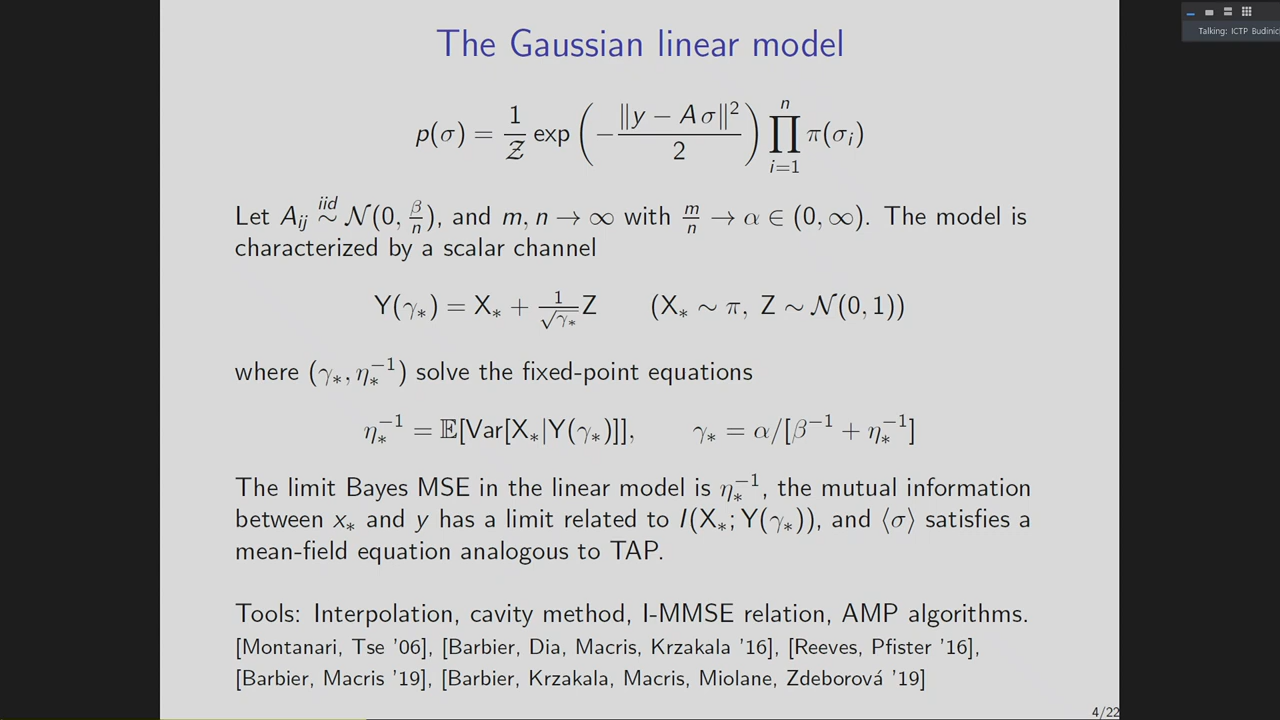 Talking: ICTP Budinic
The Gaussian linear model
p(σ) = 1/𝒵 exp ( − ‖y − Aσ‖² / 2 ) ∏_{i=1}^{n} π(σ_i)
Let A_ij ∼^{iid} 𝒩(0, β/n), and m, n → ∞ with m/n → α ∈ (0, ∞). The model is
characterized by a scalar channel
Y(γ_*) = X_* + 1/√γ_* Z (X_* ∼ π, Z ∼ 𝒩(0, 1))
where (γ_*, η_*^{−1}) solve the fixed-point equations
η_*^{−1} = 𝔼[Var[X_*|Y(γ_*)]], γ_* = α/[β^{−1} + η_*^{−1}]
The limit Bayes MSE in the linear model is η_*^{−1}, the mutual information
between x_* and y has a limit related to I(X_*; Y(γ_*)), and ⟨σ⟩ satisfies a
mean-field equation analogous to TAP.
Tools: Interpolation, cavity method, I-MMSE relation, AMP algorithms.
[Montanari, Tse '06], [Barbier, Dia, Macris, Krzakala '16], [Reeves, Pfister '16],
[Barbier, Macris '19], [Barbier, Krzakala, Macris, Miolane, Zdeborová '19]
4/22